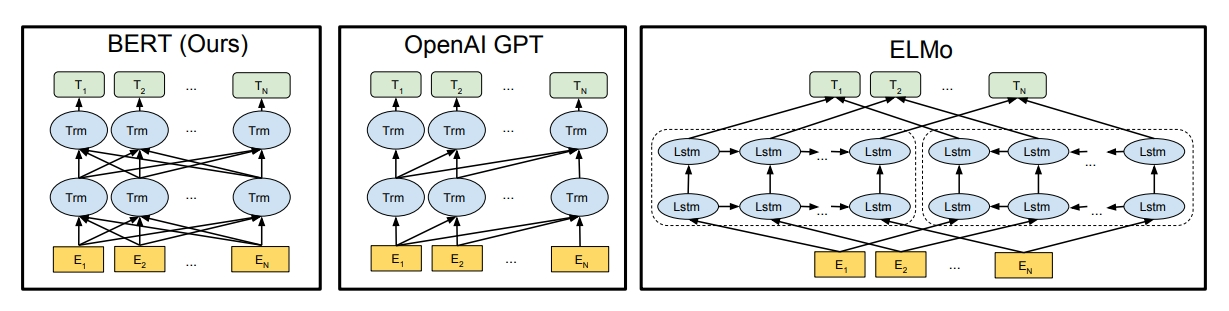 BERT (Ours)
T1 T2 ... TN
Trm Trm ... Trm
Trm Trm ... Trm
E1 E2 ... EN
OpenAI GPT
T1 T2 ... TN
Trm Trm ... Trm
Trm Trm ... Trm
E1 E2 ... EN
ELMo
T1 T2 ... TN
Lstm Lstm ... Lstm Lstm Lstm ... Lstm
Lstm Lstm ... Lstm Lstm Lstm ... Lstm
E1 E2 ... EN